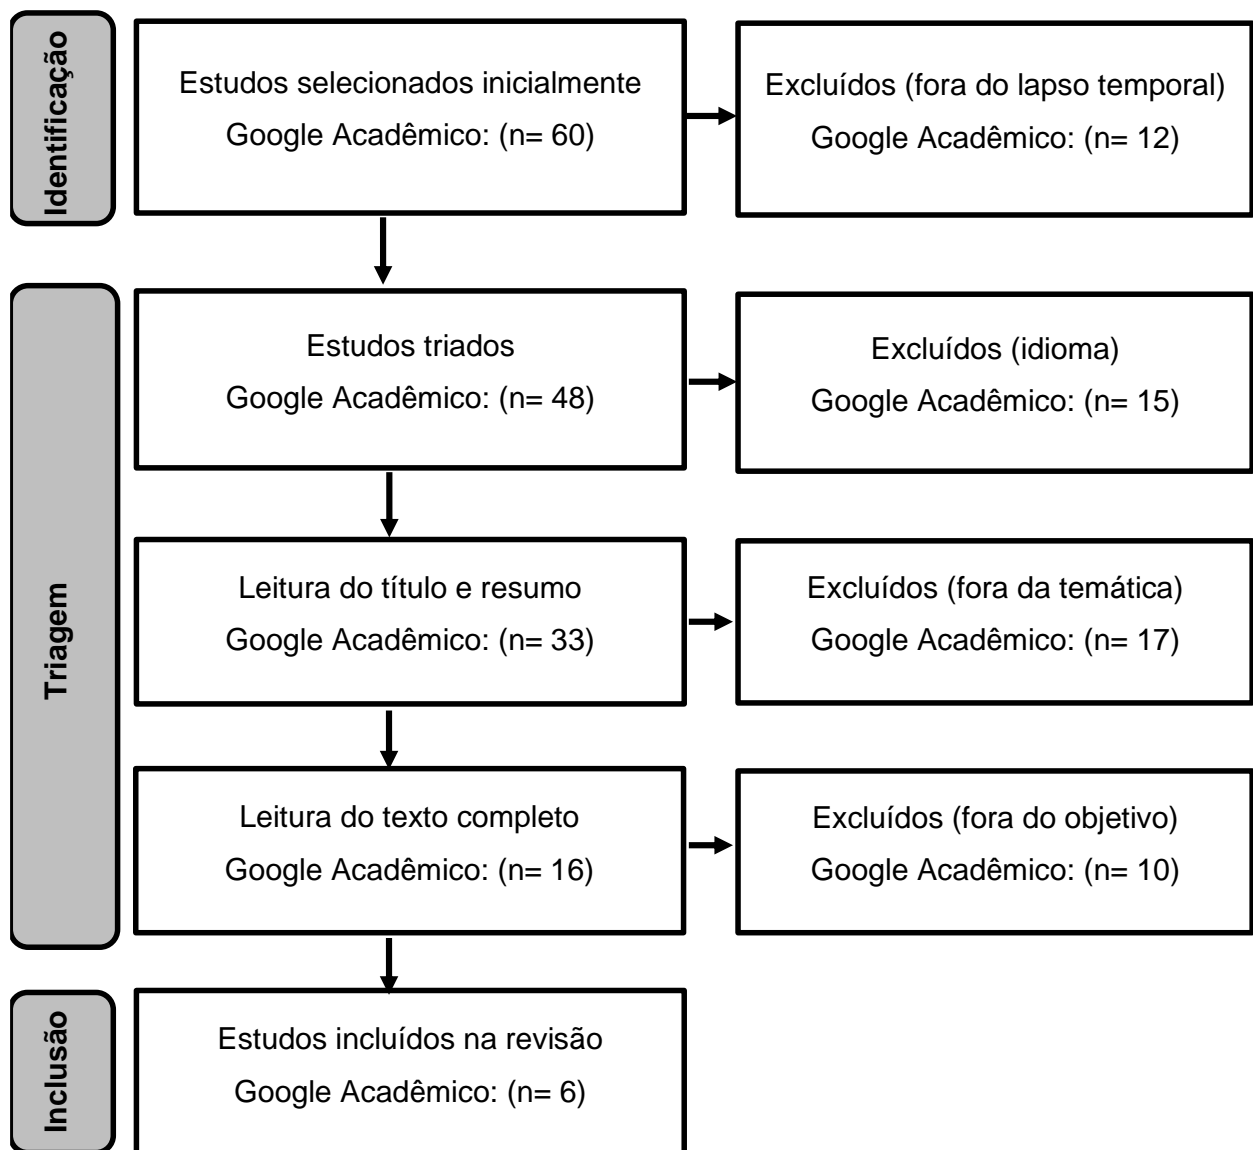 Identificação
Estudos selecionados inicialmente
Google Acadêmico: (n= 60)
Excluídos (fora do lapso temporal)
Google Acadêmico: (n= 12)
Triagem
Estudos triados
Google Acadêmico: (n= 48)
Excluídos (idioma)
Google Acadêmico: (n= 15)
Leitura do título e resumo
Google Acadêmico: (n= 33)
Excluídos (fora da temática)
Google Acadêmico: (n= 17)
Leitura do texto completo
Google Acadêmico: (n= 16)
Excluídos (fora do objetivo)
Google Acadêmico: (n= 10)
Inclusão
Estudos incluídos na revisão
Google Acadêmico: (n= 6)